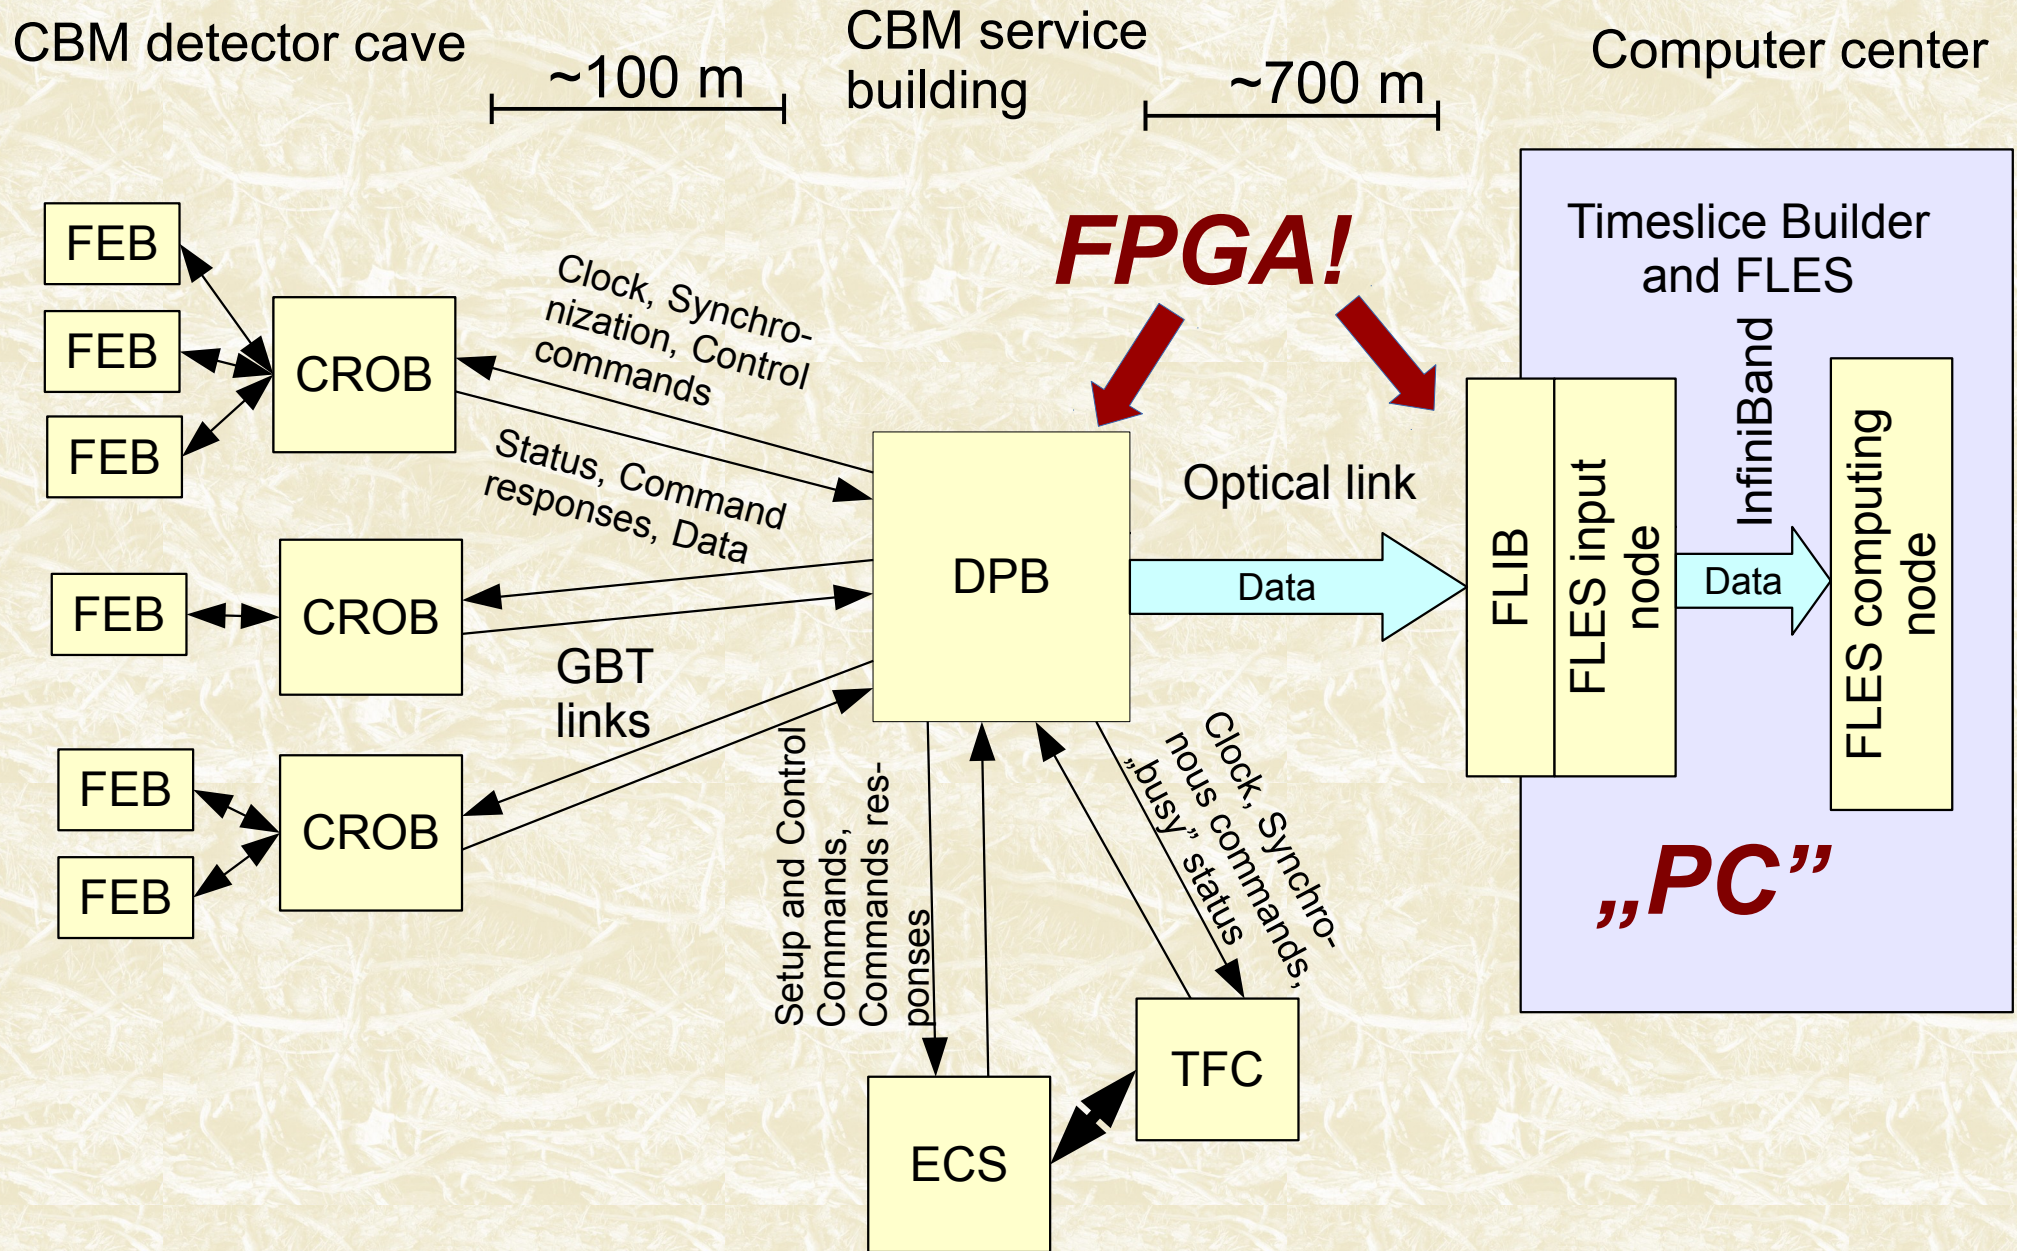 CBM detector cave
~100 m
CBM service
building
~700 m
Computer center
FEB
FEB
FEB
CROB
Clock, Synchro-
nization, Control
commands
Status, Command
responses, Data
FEB
CROB
GBT
links
FEB
FEB
CROB
FPGA!
DPB
Optical link
Data
Setup and Control
Commands,
Commands res-
ponses
Clock, Synchro-
nous commands,
„busy” status
ECS
TFC
Timeslice Builder
and FLES
FLIB
FLES input
node
InfiniBand
Data
FLES computing
node
„PC”